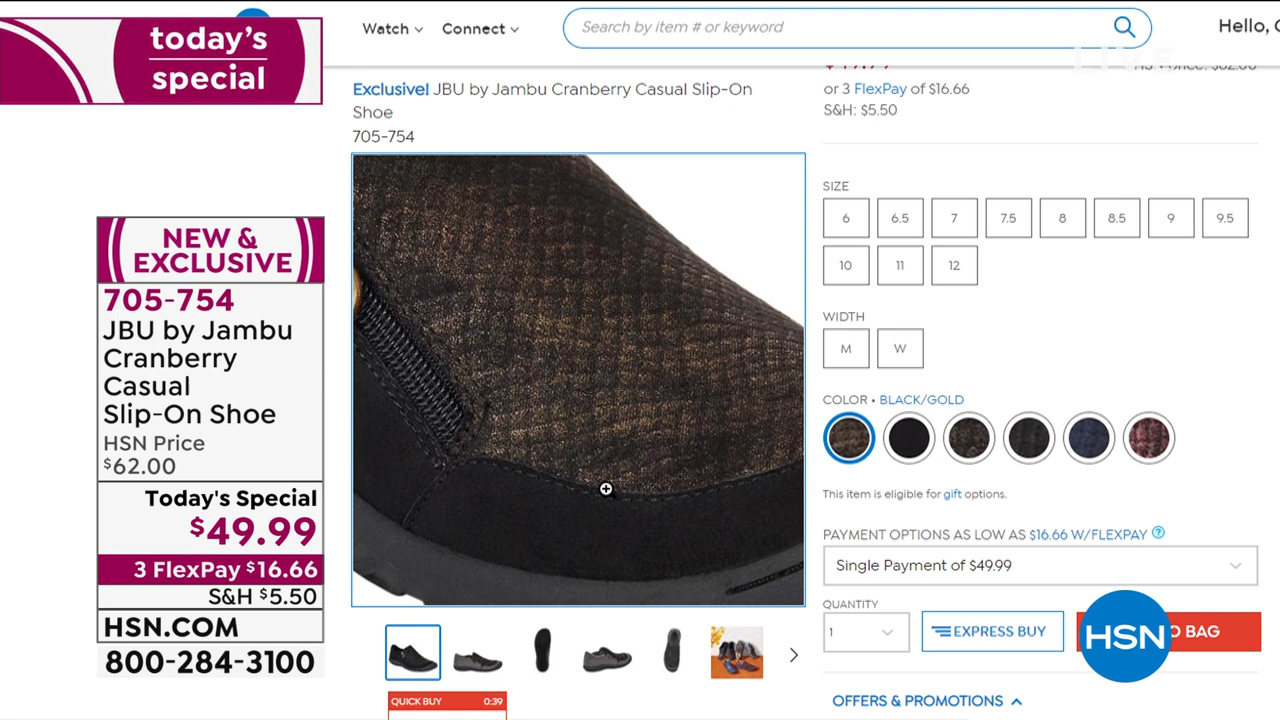 today's
special
Watch
Connect
Search by item # or keyword
Hello,
LIVE
or 3 FlexPay of $16.66
S&H: $5.50
Exclusive! JBU by Jambu Cranberry Casual Slip-On
Shoe
705-754
NEW &
EXCLUSIVE
705-754
JBU by Jambu
Cranberry
Casual
Slip-On Shoe
HSN Price
$62.00
Today's Special
$49.99
3 FlexPay $16.66
S&H $5.50
HSN.COM
800-284-3100
SIZE
6 6.5 7 7.5 8 8.5 9 9.5
10 11 12
WIDTH
M W
COLOR • BLACK/GOLD
This item is eligible for gift options.
PAYMENT OPTIONS AS LOW AS $16.66 W/FLEXPAY ?
Single Payment of $49.99
QUANTITY
1
EXPRESS BUY
HSN
O BAG
OFFERS & PROMOTIONS
QUICK BUY 0:39